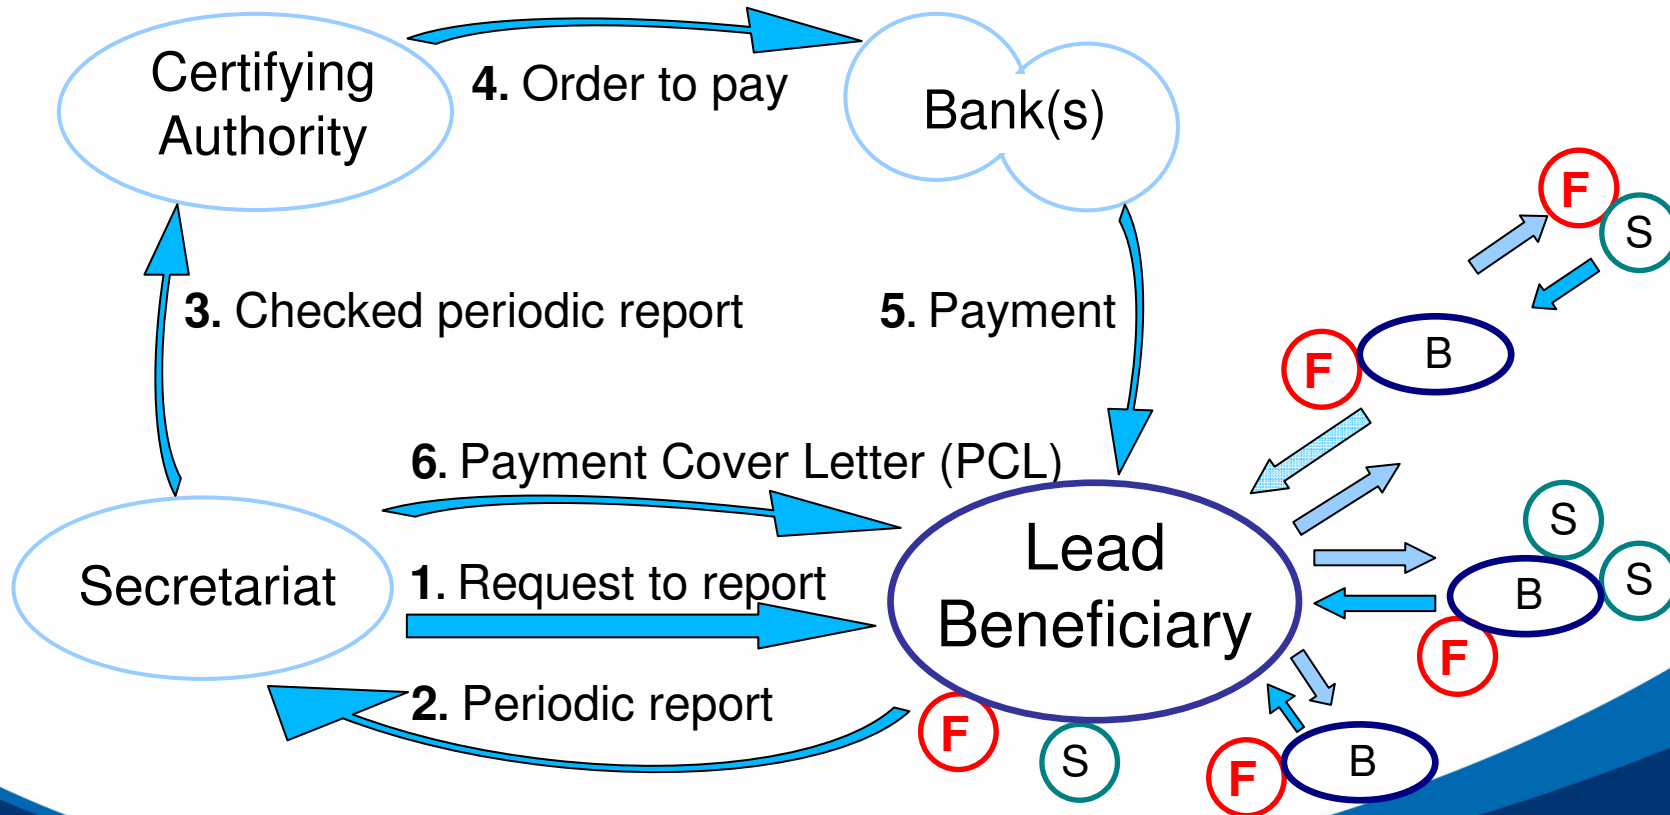 Certifying
Authority
4. Order to pay
Bank(s)
F
S
3. Checked periodic report
5. Payment
F
B
6. Payment Cover Letter (PCL)
Lead
Beneficiary
S
S
B
F
Secretariat
1. Request to report
2. Periodic report
F
S
F
B